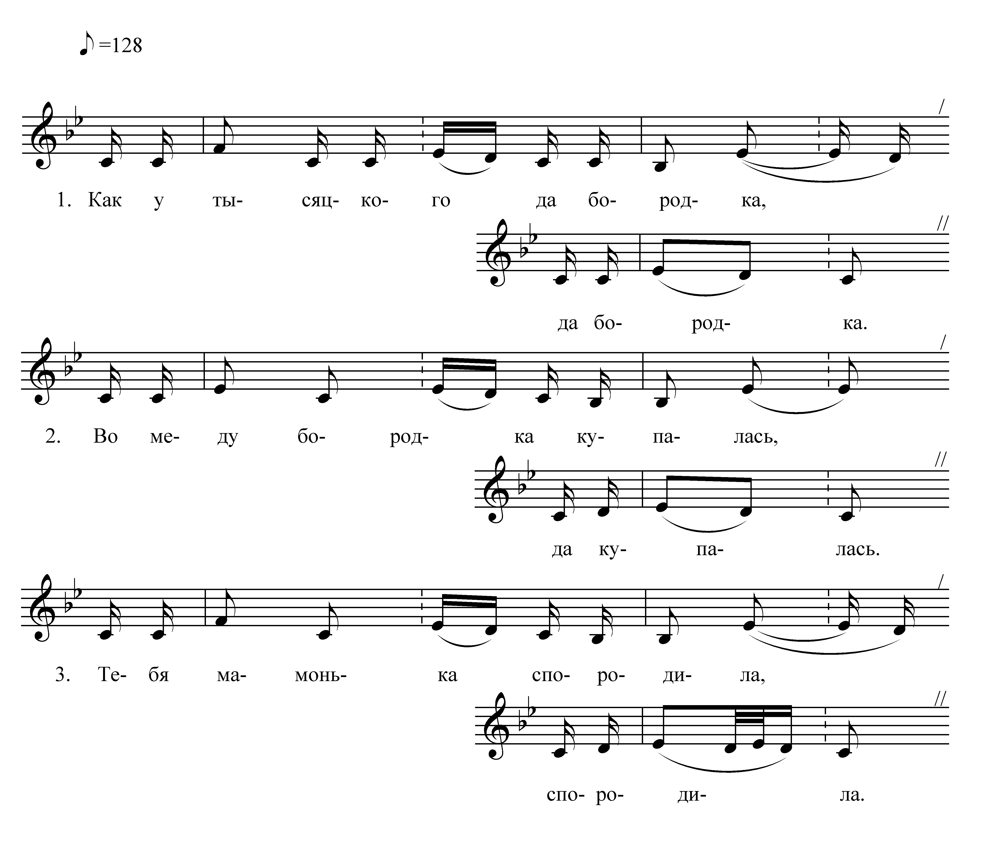 =128
/
1. Как у ты- сяц- ко- го да бо- род- ка,
//
да бо- род- ка.
/
2. Во ме- ду бо- род- ка ку- па- лась,
//
да ку- па- лась.
/
3. Те- бя ма- монь- ка спо- ро- ди- ла,
//
спо- ро- ди- ла.